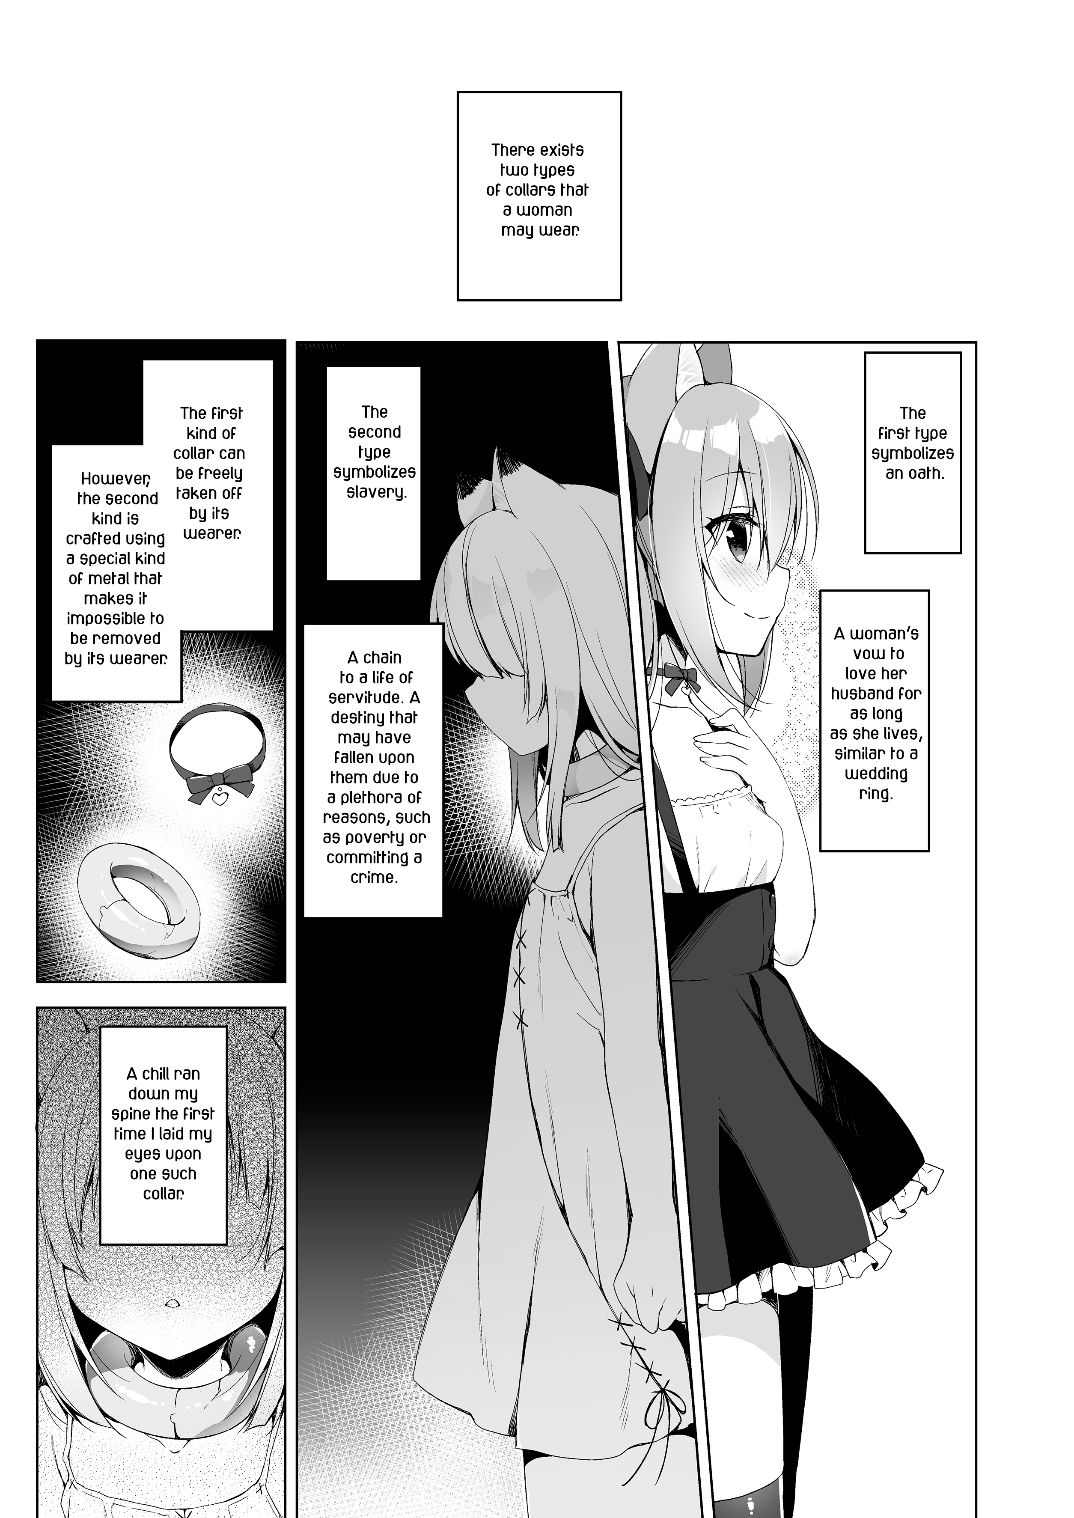 There exists
two types
of collars that
a woman
may wear.
The
first type
symbolizes
an oath.
A woman's
vow to
love her
husband for
as long
as she lives,
similar to a
wedding
ring.
The
second
type
symbolizes
slavery.
A chain
to a life of
servitude. A
destiny that
may have
fallen upon
them due to
a plethora of
reasons, such
as poverty or
committing a
crime.
The first
kind of
collar can
be freely
taken off
by its
wearer.
However,
the second
kind is
crafted using
a special kind
of metal that
makes it
impossible to
be removed
by its wearer.
A chill ran
down my
spine the first
time I laid my
eyes upon
one such
collar.